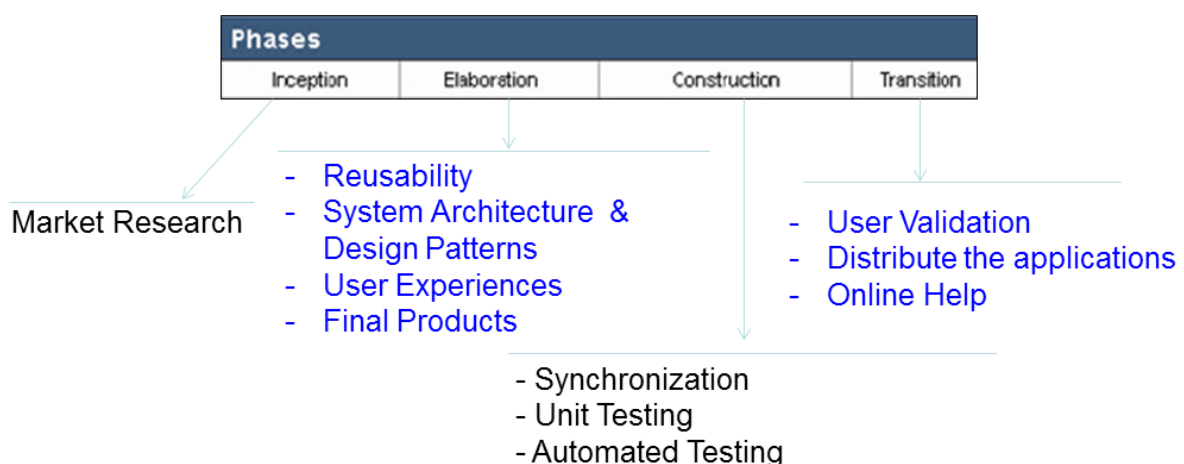 Phases
Inception Elaboration Construction Transition
Market Research
- Reusability
- System Architecture &
Design Patterns
- User Experiences
- Final Products
- User Validation
- Distribute the applications
- Online Help
- Synchronization
- Unit Testing
- Automated Testing